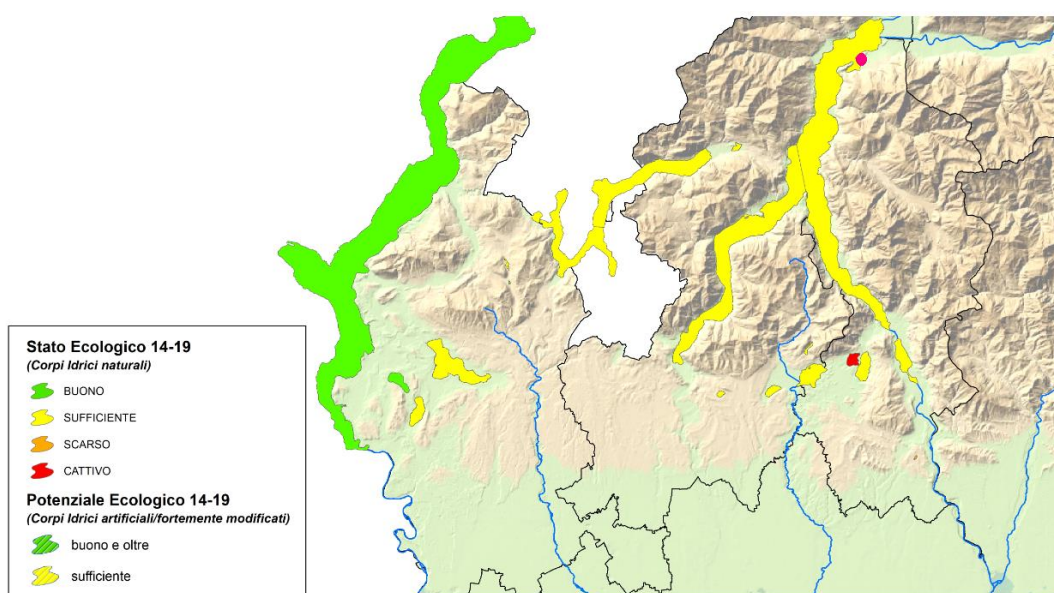 Stato Ecologico 14-19
(Corpi Idrici naturali)
BUONO
SUFFICIENTE
SCARSO
CATTIVO
Potenziale Ecologico 14-19
(Corpi Idrici artificiali/fortemente modificati)
buono e oltre
sufficiente